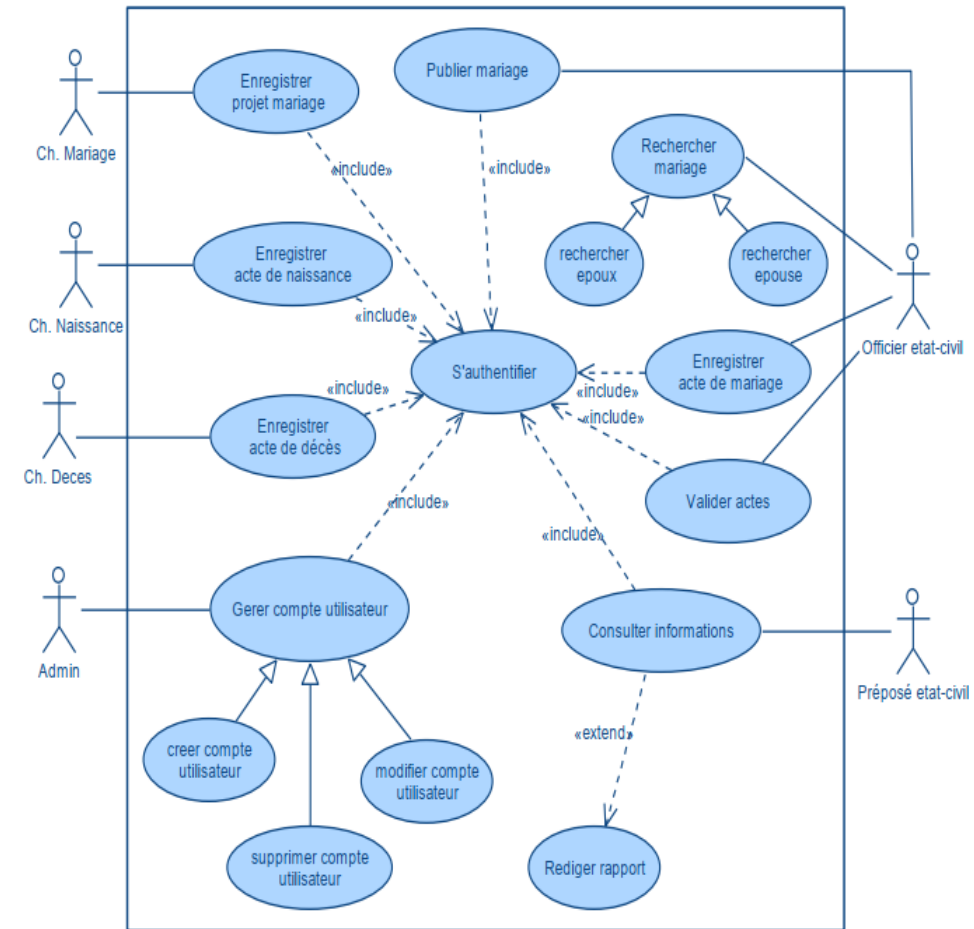 Enregistrer
projet mariage
Publier mariage
Ch. Mariage
Rechercher
mariage
«include»
«include»
rechercher
epoux
rechercher
epouse
Enregistrer
acte de naissance
Ch. Naissance
«include»
Officier etat-civil
S'authentifier
Enregistrer
acte de mariage
«include»
«include»
«include»
Enregistrer
acte de décès
Ch. Deces
Valider actes
«include»
«include»
Gerer compte utilisateur
Consulter informations
Admin
Préposé etat-civil
«extend»
creer compte
utilisateur
modifier compte
utilisateur
supprimer compte
utilisateur
Rediger rapport